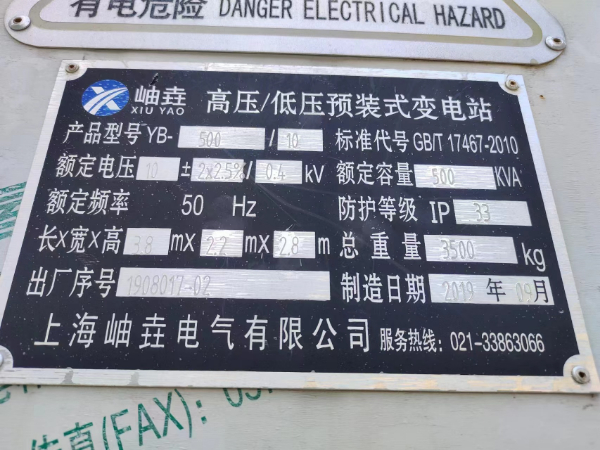 有电危险 DANGER ELECTRICAL HAZARD
岫垚 XIU YAO 高压/低压预装式变电站
产品型号 YB- 500 / 10 标准代号 GB/T 17467-2010
额定电压 10 ± 2x2.5% / 0.4 kV 额定容量 500 KVA
额定频率 50 Hz 防护等级 IP 33
长X宽X高 3.8 mX 2.2 mX 2.8 m 总重量 3500 kg
出厂序号 1908017-02 制造日期 2019 年 09 月
上海岫垚电气有限公司 服务热线: 021-33863066
传真(FAX):